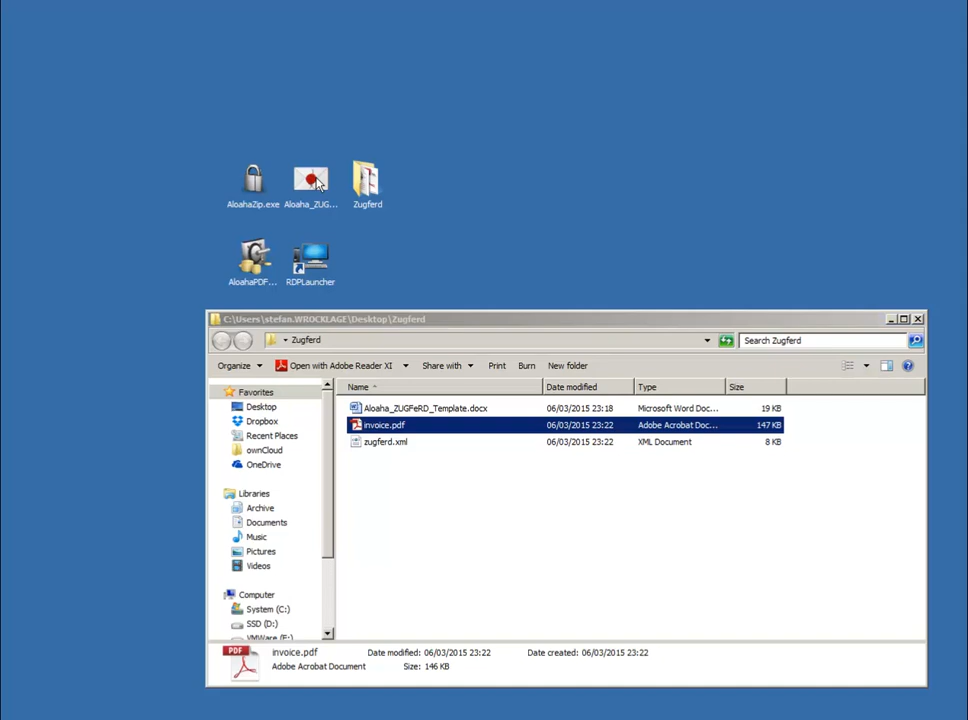 AloahaZip.exe Aloaha_ZUG... Zugferd
AloahaPDF... RDPLauncher
C:\Users\stefan.WROCKLAGE\Desktop\Zugferd
Zugferd Search Zugferd
Organize Open with Adobe Reader XI Share with Print Burn New folder
Favorites
Desktop
Dropbox
Recent Places
ownCloud
OneDrive
Libraries
Archive
Documents
Music
Pictures
Videos
Computer
System (C:)
SSD (D:)
VMWare (E:)
Name Date modified Type Size
Aloaha_ZUGFeRD_Template.docx 06/03/2015 23:18 Microsoft Word Doc... 19 KB
invoice.pdf 06/03/2015 23:22 Adobe Acrobat Doc... 147 KB
zugferd.xml 06/03/2015 23:22 XML Document 8 KB
PDF
invoice.pdf Date modified: 06/03/2015 23:22 Date created: 06/03/2015 23:22
Adobe Acrobat Document Size: 146 KB